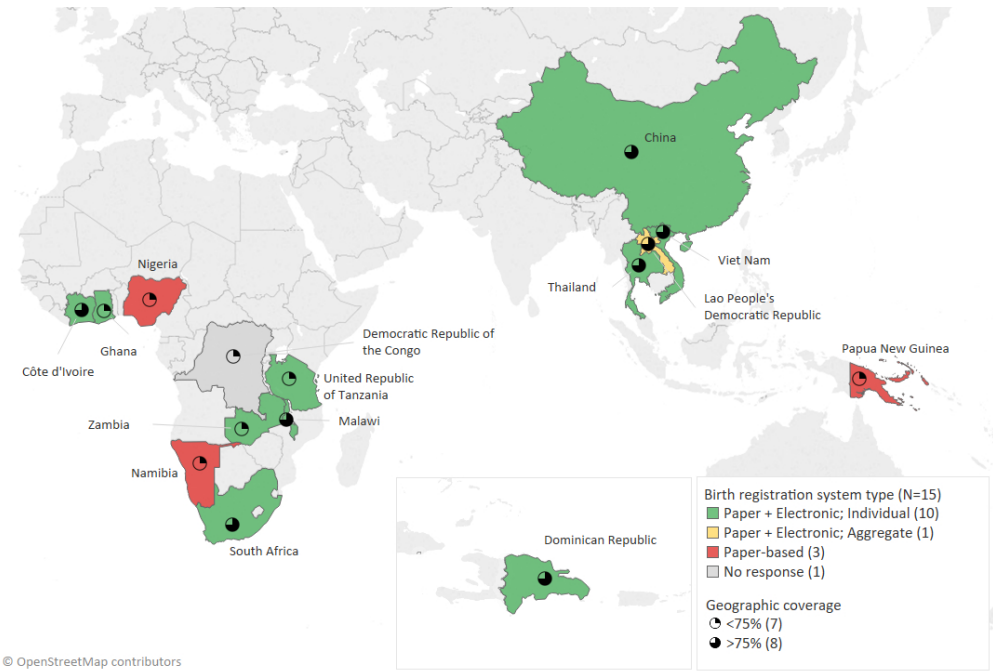 China
Viet Nam
Thailand
Lao People's
Democratic Republic
Nigeria
Ghana
Côte d'Ivoire
Democratic Republic of
the Congo
United Republic
of Tanzania
Papua New Guinea
Zambia
Malawi
Namibia
South Africa
Dominican Republic
Birth registration system type (N=15)
Paper + Electronic; Individual (10)
Paper + Electronic; Aggregate (1)
Paper-based (3)
No response (1)
Geographic coverage
<75% (7)
>75% (8)
© OpenStreetMap contributors